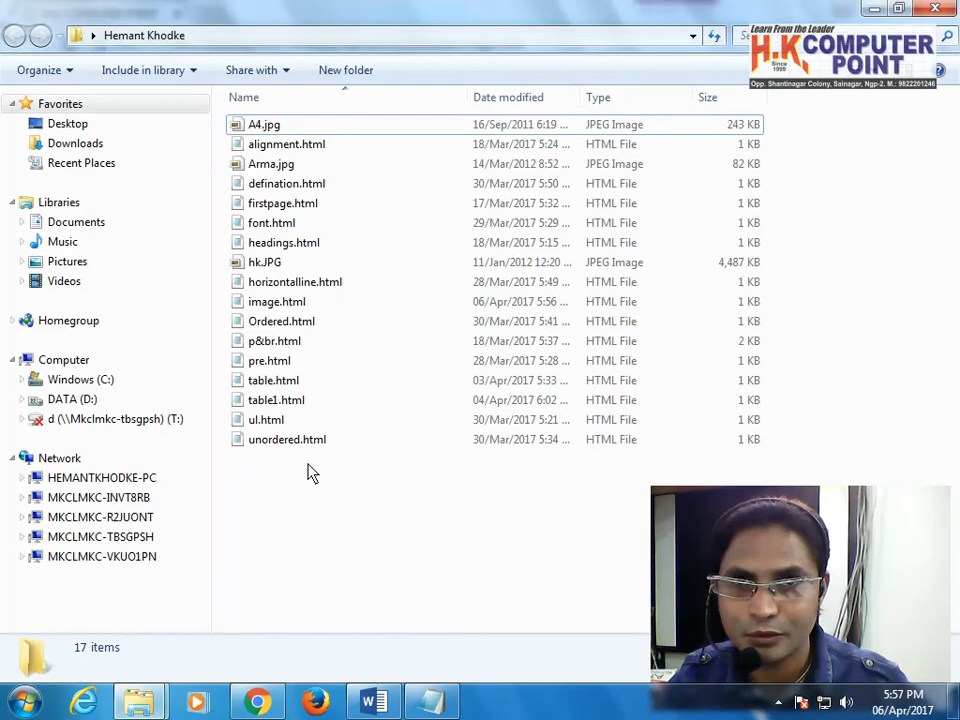 Hemant Khodke
Learn From the Leader
H.K COMPUTER POINT
Since 1999
Opp. Shantinagar Colony, Sainagar, Ngp-2. M.: 9822201246
Organize
Include in library
Share with
New folder
Name
Date modified
Type
Size
Favorites
Desktop
Downloads
Recent Places
Libraries
Documents
Music
Pictures
Videos
Homegroup
Computer
Windows (C:)
DATA (D:)
d (\\Mkclmkc-tbsgpsh) (T:)
Network
HEMANTKHODKE-PC
MKCLMKC-INVT8RB
MKCLMKC-R2JUONT
MKCLMKC-TBSGPSH
MKCLMKC-VKUO1PN
A4.jpg 16/Sep/2011 6:19 ... JPEG Image 243 KB
alignment.html 18/Mar/2017 5:24 ... HTML File 1 KB
Arma.jpg 14/Mar/2012 8:52 ... JPEG Image 82 KB
defination.html 30/Mar/2017 5:50 ... HTML File 1 KB
firstpage.html 17/Mar/2017 5:32 ... HTML File 1 KB
font.html 29/Mar/2017 5:29 ... HTML File 1 KB
headings.html 18/Mar/2017 5:15 ... HTML File 1 KB
hk.JPG 11/Jan/2012 12:20 ... JPEG Image 4,487 KB
horizontalline.html 28/Mar/2017 5:49 ... HTML File 1 KB
image.html 06/Apr/2017 5:56 ... HTML File 1 KB
Ordered.html 30/Mar/2017 5:41 ... HTML File 1 KB
p&br.html 18/Mar/2017 5:37 ... HTML File 2 KB
pre.html 28/Mar/2017 5:28 ... HTML File 1 KB
table.html 03/Apr/2017 5:33 ... HTML File 1 KB
table1.html 04/Apr/2017 6:02 ... HTML File 1 KB
ul.html 30/Mar/2017 5:21 ... HTML File 1 KB
unordered.html 30/Mar/2017 5:34 ... HTML File 1 KB
17 items
5:57 PM
06/Apr/2017